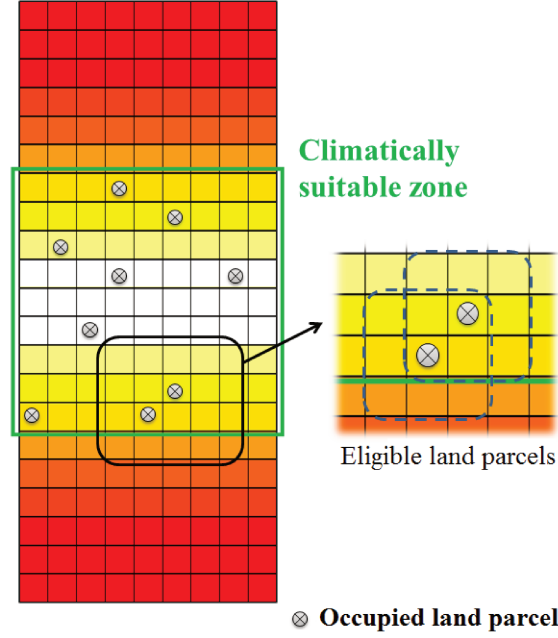 Climatically
suitable zone
Eligible land parcels
Occupied land parcel